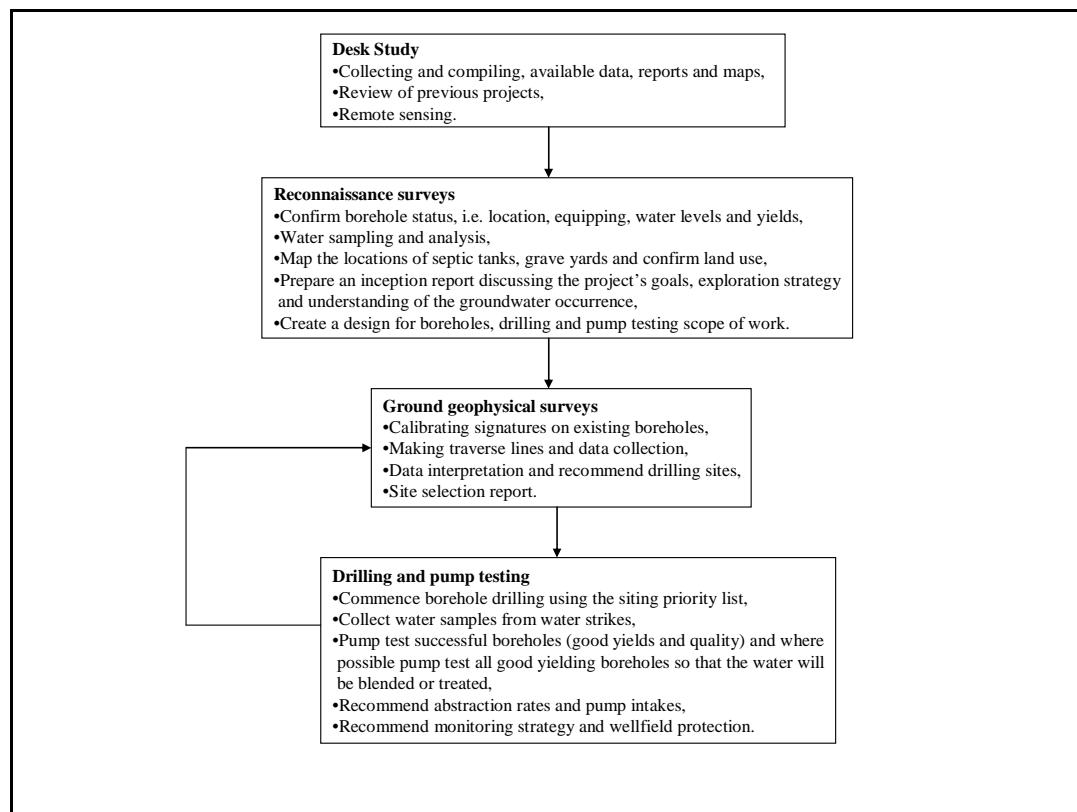 Desk Study
•Collecting and compiling, available data, reports and maps,
•Review of previous projects,
•Remote sensing.
Reconnaissance surveys
•Confirm borehole status, i.e. location, equipping, water levels and yields,
•Water sampling and analysis,
•Map the locations of septic tanks, grave yards and confirm land use,
•Prepare an inception report discussing the project’s goals, exploration strategy
and understanding of the groundwater occurrence,
•Create a design for boreholes, drilling and pump testing scope of work.
Ground geophysical surveys
•Calibrating signatures on existing boreholes,
•Making traverse lines and data collection,
•Data interpretation and recommend drilling sites,
•Site selection report.
Drilling and pump testing
•Commence borehole drilling using the siting priority list,
•Collect water samples from water strikes,
•Pump test successful boreholes (good yields and quality) and where
possible pump test all good yielding boreholes so that the water will
be blended or treated,
•Recommend abstraction rates and pump intakes,
•Recommend monitoring strategy and wellfield protection.